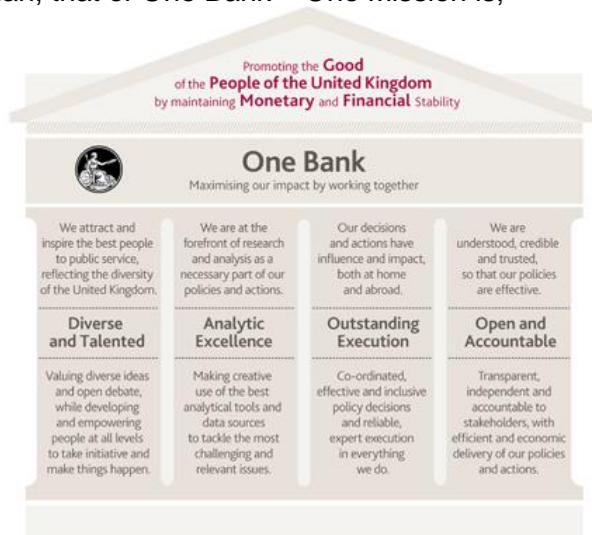 that of One Bank – One mission is,
Promoting the Good
of the People of the United Kingdom
by maintaining Monetary and Financial Stability
One Bank
Maximising our impact by working together
We attract and
inspire the best people
to public service,
reflecting the diversity
of the United Kingdom.
Diverse
and Talented
Valuing diverse ideas
and open debate,
while developing
and empowering
people at all levels
to take initiative and
make things happen.
We are at the
forefront of research
and analysis as a
necessary part of our
policies and actions.
Analytic
Excellence
Making creative
use of the best
analytical tools and
data sources
to tackle the most
challenging and
relevant issues.
Our decisions
and actions have
influence and impact,
both at home
and abroad.
Outstanding
Execution
Co-ordinated,
effective and inclusive
policy decisions
and reliable,
expert execution
in everything
we do.
We are
understood, credible
and trusted,
so that our policies
are effective.
Open and
Accountable
Transparent,
independent and
accountable to
stakeholders, with
efficient and economic
delivery of our policies
and actions.